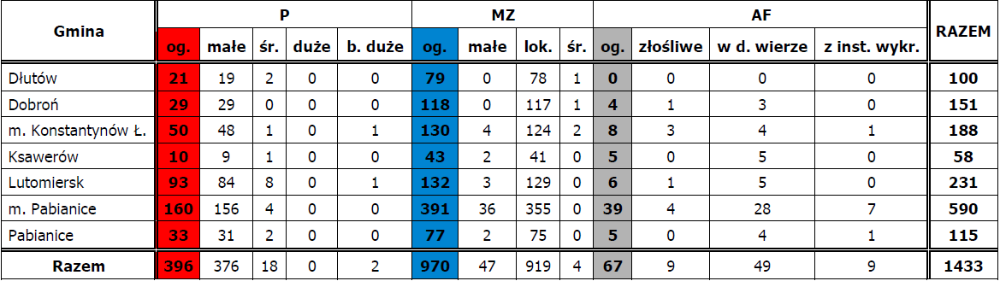 Gmina P MZ AF RAZEM
og. małe śr. duże b. duże og. małe lok. śr. og. złośliwe w d. wierze z inst. wykr.
Dłutów 21 19 2 0 0 79 0 78 1 0 0 0 0 100
Dobroń 29 29 0 0 0 118 0 117 1 4 1 3 0 151
m. Konstantynów Ł. 50 48 1 0 1 130 4 124 2 8 3 4 1 188
Ksawerów 10 9 1 0 0 43 2 41 0 5 0 5 0 58
Lutomiersk 93 84 8 0 1 132 3 129 0 6 1 5 0 231
m. Pabianice 160 156 4 0 0 391 36 355 0 39 4 28 7 590
Pabianice 33 31 2 0 0 77 2 75 0 5 0 4 1 115
Razem 396 376 18 0 2 970 47 919 4 67 9 49 9 1433